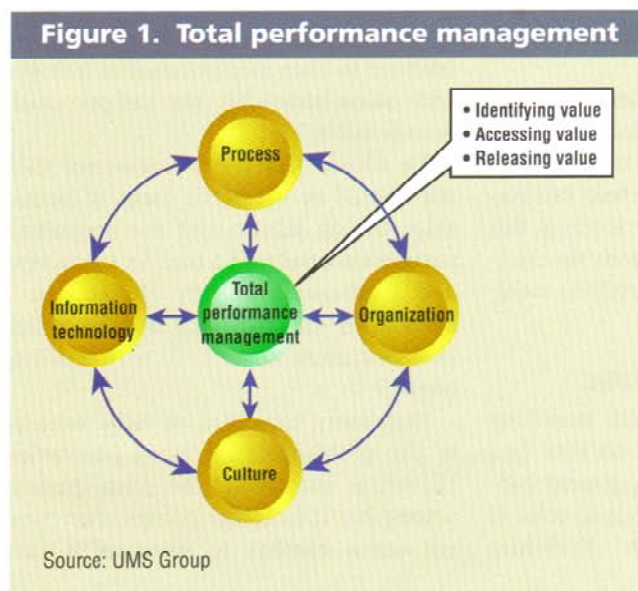 Figure 1. Total performance management
• Identifying value
• Accessing value
• Releasing value
Process
Information
technology
Total
performance
management
Organization
Culture
Source: UMS Group